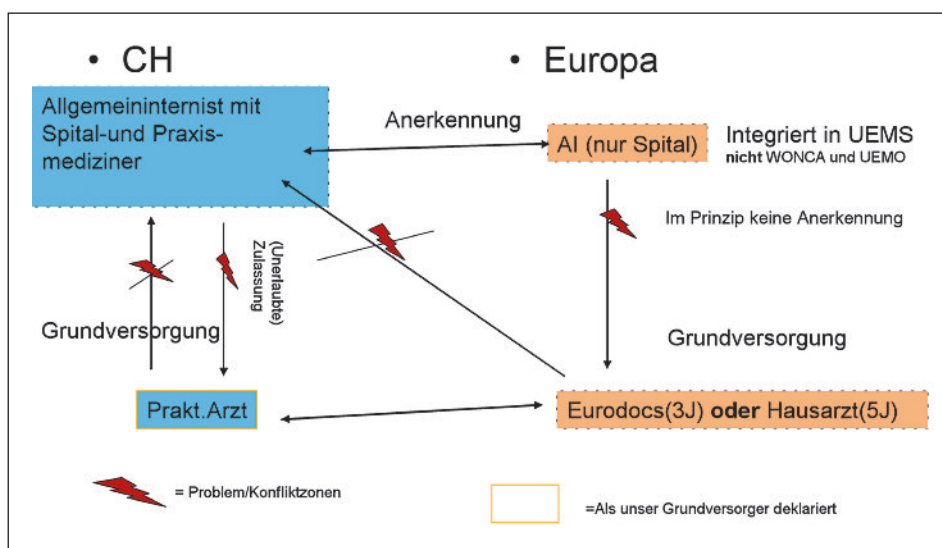 • CH
• Europa
Allgemeininternist mit
Spital-und Praxis-
mediziner
Anerkennung
AI (nur Spital)
Integriert in UEMS
nicht WONCA und UEMO
Im Prinzip keine Anerkennung
(Unerlaubte)
Zulassung
Grundversorgung
Grundversorgung
Prakt.Arzt
Eurodocs(3J) oder Hausarzt(5J)
= Problem/Konfliktzonen
=Als unser Grundversorger deklariert